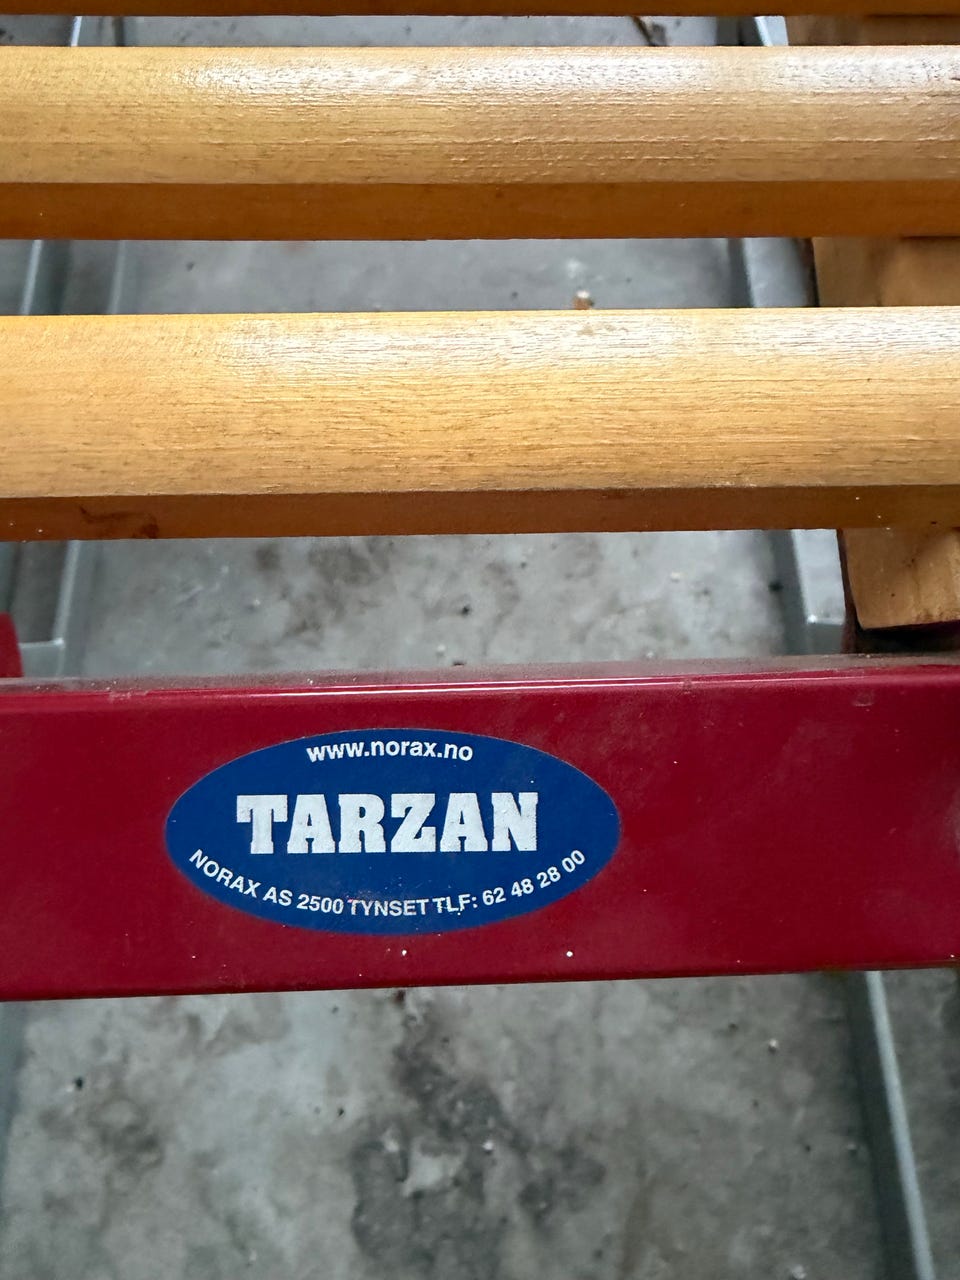 www.norax.no
TARZAN
NORAX AS 2500 TYNSET TLF: 62 48 28 00